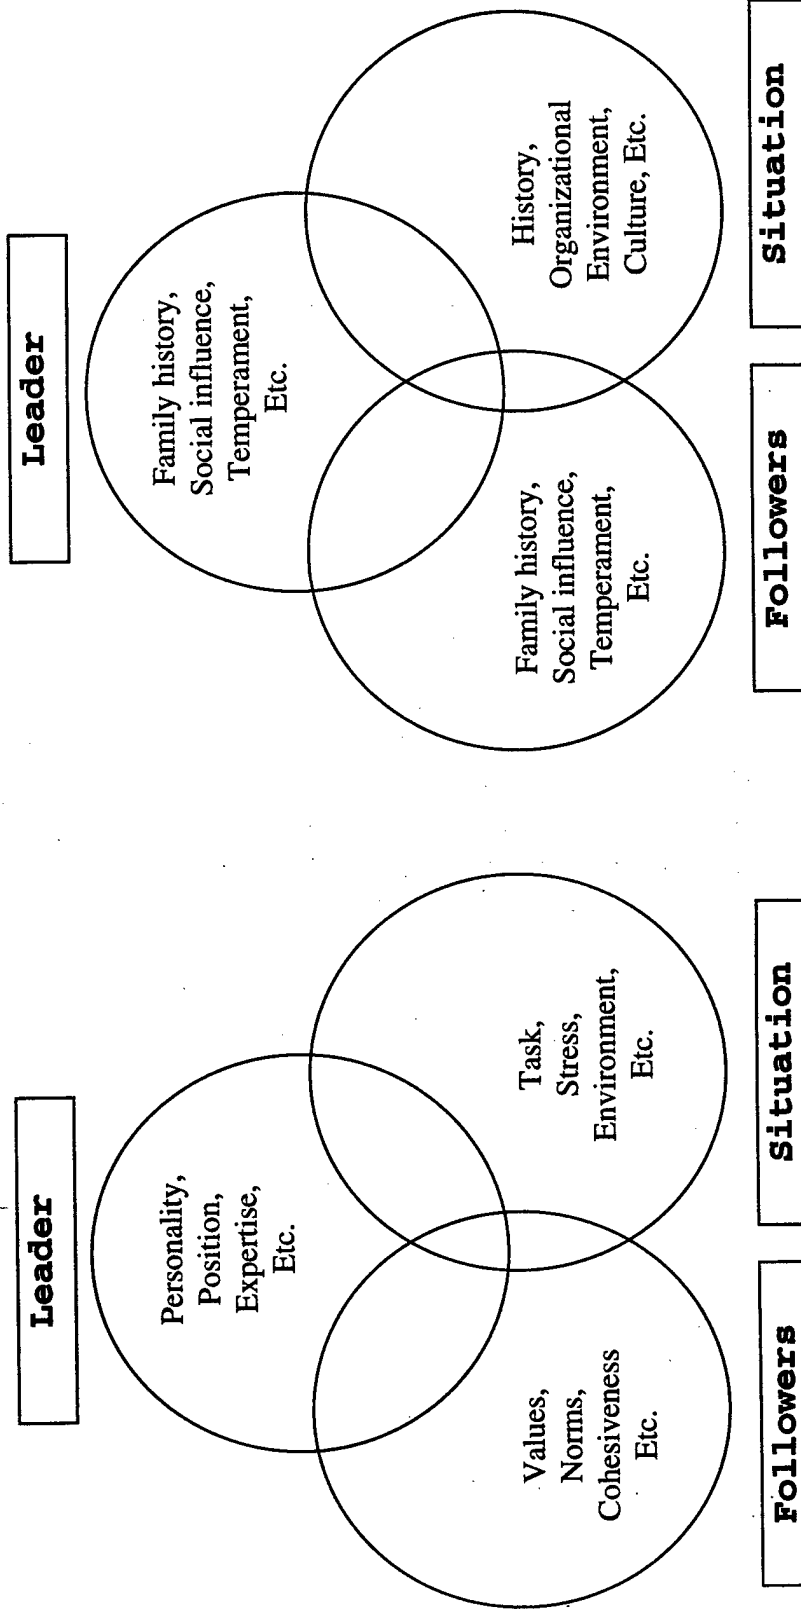 Leader
Personality,
Position,
Expertise,
Etc.
Values,
Norms,
Cohesiveness
Etc.
Task,
Stress,
Environment,
Etc.
Followers
Situation
Leader
Family history,
Social influence,
Temperament,
Etc.
Family history,
Social influence,
Temperament,
Etc.
History,
Organizational
Environment,
Culture, Etc.
Followers
Situation